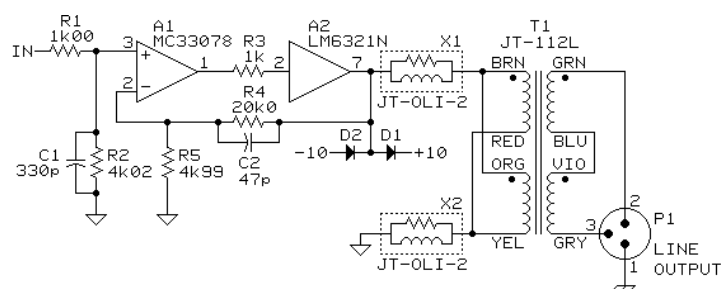 R1
1k00
IN
A1
MC33078
3
+
2
−
1
R3
1k
A2
LM6321N
2
7
X1
JT-OLI-2
T1
JT-112L
BRN
GRN
RED
BLU
ORG
VIO
YEL
GRY
R4
20k0
C2
47p
D2
D1
-10
+10
C1
330p
R2
4k02
R5
4k99
X2
JT-OLI-2
2
3
1
P1
LINE
OUTPUT